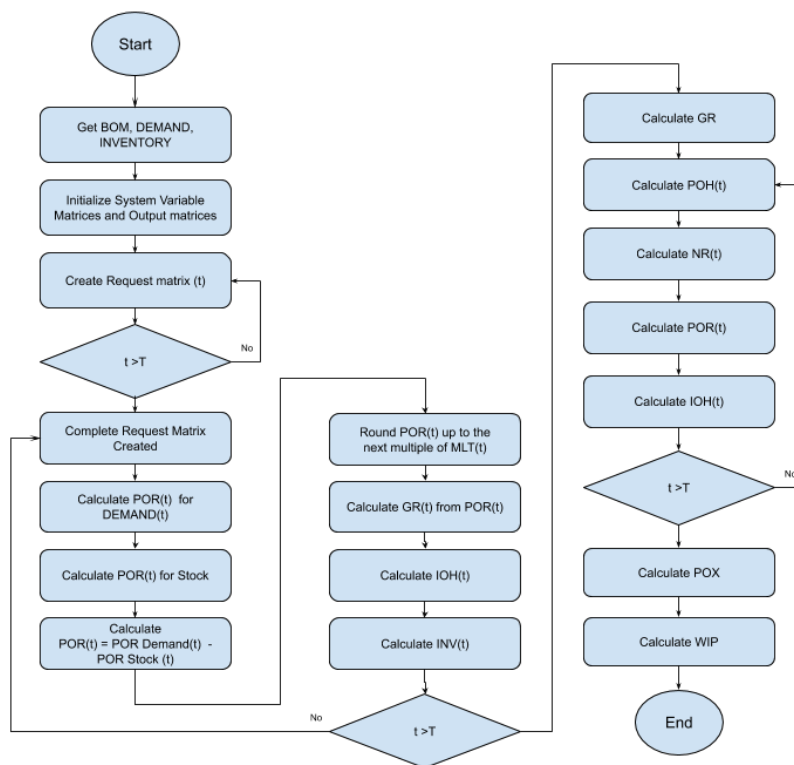 Start
Get BOM, DEMAND,
INVENTORY
Initialize System Variable
Matrices and Output matrices
Create Request matrix (t)
No
t >T
Complete Request Matrix
Created
Calculate POR(t) for
DEMAND(t)
Calculate POR(t) for Stock
Calculate
POR(t) = POR Demand(t) -
POR Stock (t)
Round POR(t) up to the
next multiple of MLT(t)
Calculate GR(t) from POR(t)
Calculate IOH(t)
Calculate INV(t)
No
t >T
Calculate GR
Calculate POH(t)
Calculate NR(t)
Calculate POR(t)
Calculate IOH(t)
No
t >T
Calculate POX
Calculate WIP
End